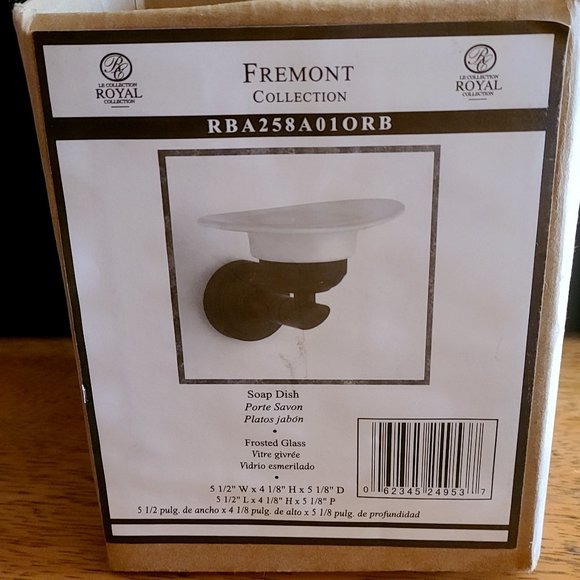 RC
LE COLLECTION
ROYAL
COLLECTION
FREMONT
COLLECTION
RC
LE COLLECTION
ROYAL
COLLECTION
RBA258A01ORB
Soap Dish
Porte Savon
Platos jabón
•
Frosted Glass
Vitre givrée
Vidrio esmerilado
•
5 1/2" W x 4 1/8" H x 5 1/8" D
5 1/2" L x 4 1/8" H x 5 1/8" P
5 1/2 pulg. de ancho x 4 1/8 pulg. de alto x 5 1/8 pulg. de profundidad
0 62345 24953 7